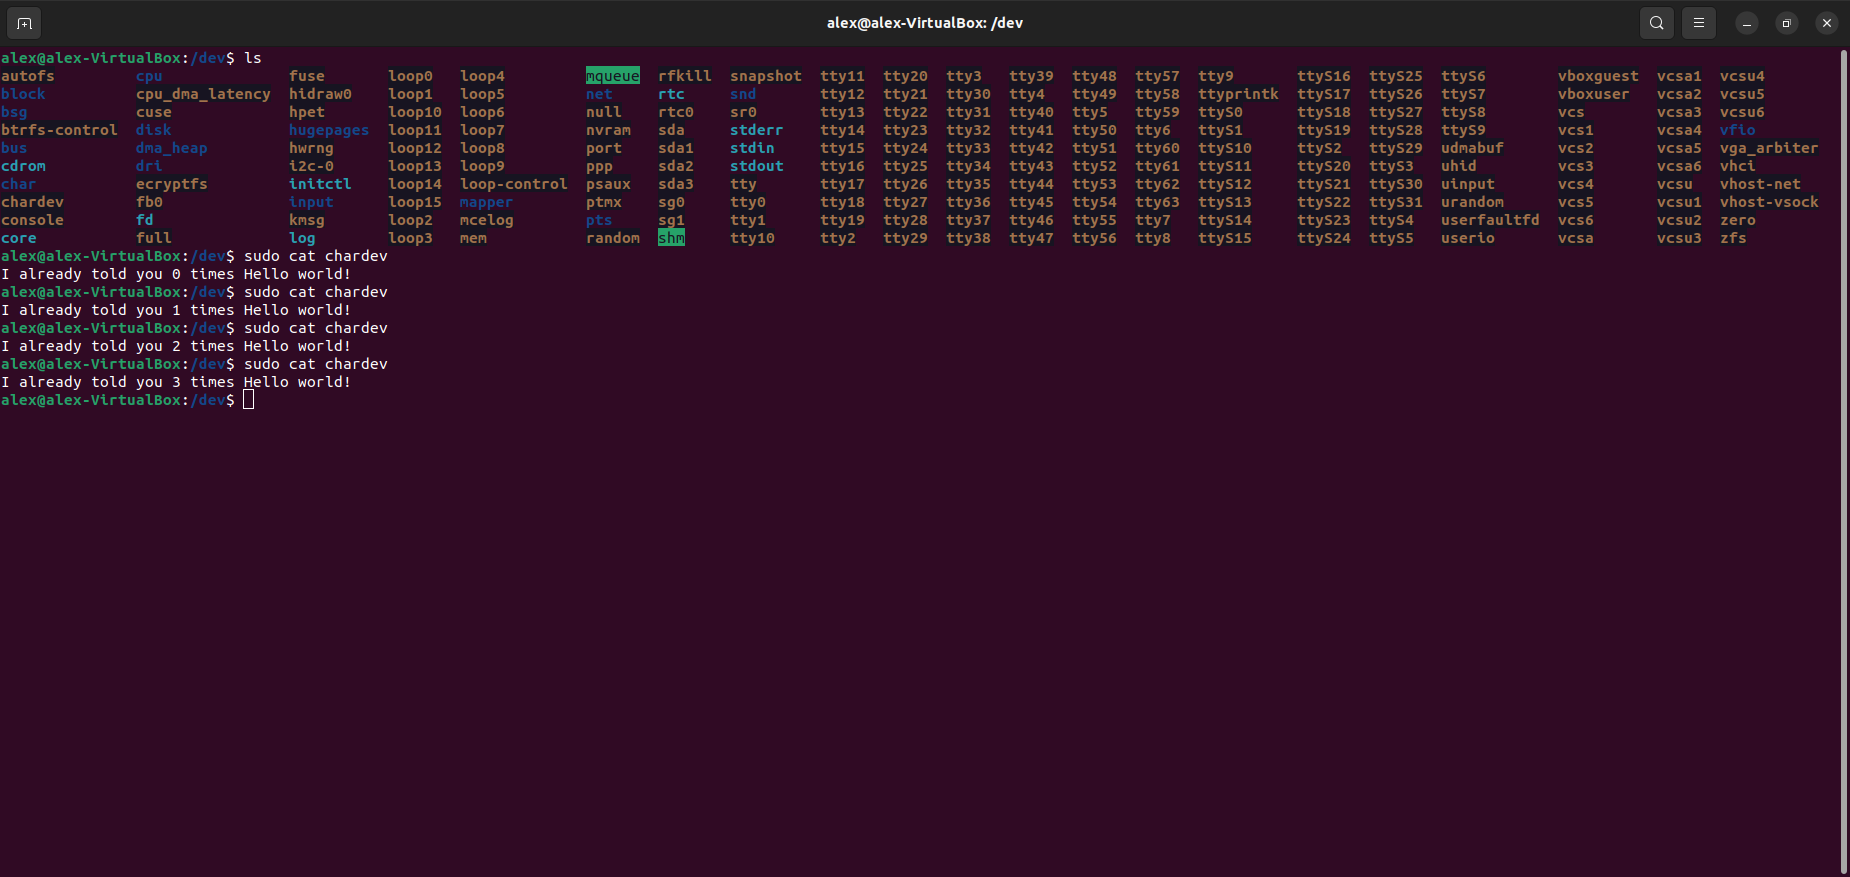 alex@alex-VirtualBox: /dev
alex@alex-VirtualBox:/dev$ ls
autofs cpu fuse loop0 loop4 mqueue rfkill snapshot tty11 tty20 tty3 tty39 tty48 tty57 tty9 ttyS16 ttyS25 ttyS6 vboxguest vcsa1 vcsu4
block cpu_dma_latency hidraw0 loop1 loop5 net rtc snd tty12 tty21 tty30 tty4 tty49 tty58 ttyprintk ttyS17 ttyS26 ttyS7 vboxuser vcsa2 vcsu5
bsg cuse hpet loop10 loop6 null rtc0 sr0 tty13 tty22 tty31 tty40 tty5 tty59 ttyS0 ttyS18 ttyS27 ttyS8 vcs vcsa3 vcsu6
btrfs-control disk hugepages loop11 loop7 nvram sda stderr tty14 tty23 tty32 tty41 tty50 tty6 ttyS1 ttyS19 ttyS28 ttyS9 vcs1 vcsa4 vfio
bus dma_heap hwrng loop12 loop8 port sda1 stdin tty15 tty24 tty33 tty42 tty51 tty60 ttyS10 ttyS2 ttyS29 udmabuf vcs2 vcsa5 vga_arbiter
cdrom dri i2c-0 loop13 loop9 ppp sda2 stdout tty16 tty25 tty34 tty43 tty52 tty61 ttyS11 ttyS20 ttyS3 uhid vcs3 vcsa6 vhci
char ecryptfs initctl loop14 loop-control psaux sda3 tty tty17 tty26 tty35 tty44 tty53 tty62 ttyS12 ttyS21 ttyS30 uinput vcs4 vcsu vhost-net
chardev fb0 input loop15 mapper ptmx sg0 tty0 tty18 tty27 tty36 tty45 tty54 tty63 ttyS13 ttyS22 ttyS31 urandom vcs5 vcsu1 vhost-vsock
console fd kmsg loop2 mcelog pts sg1 tty1 tty19 tty28 tty37 tty46 tty55 tty7 ttyS14 ttyS23 ttyS4 userfaultfd vcs6 vcsu2 zero
core full log loop3 mem random shm tty10 tty2 tty29 tty38 tty47 tty56 tty8 ttyS15 ttyS24 ttyS5 userio vcsa vcsu3 zfs
alex@alex-VirtualBox:/dev$ sudo cat chardev
I already told you 0 times Hello world!
alex@alex-VirtualBox:/dev$ sudo cat chardev
I already told you 1 times Hello world!
alex@alex-VirtualBox:/dev$ sudo cat chardev
I already told you 2 times Hello world!
alex@alex-VirtualBox:/dev$ sudo cat chardev
I already told you 3 times Hello world!
alex@alex-VirtualBox:/dev$